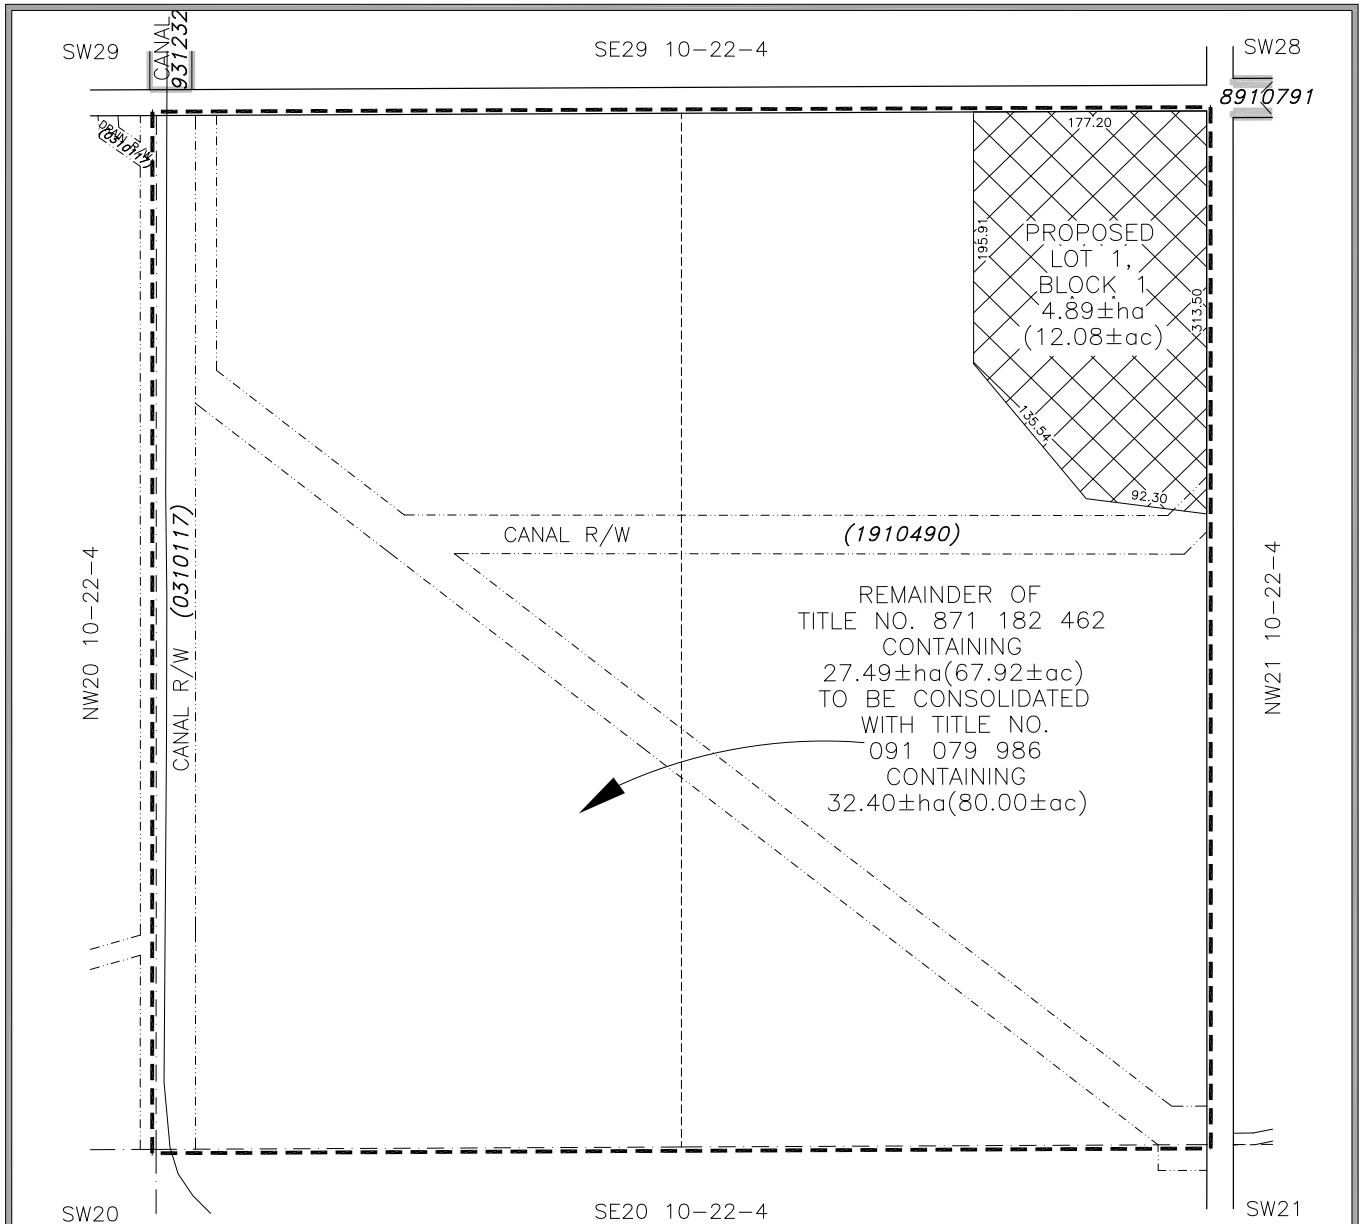 SW29
CANAL
931232
SE29 10-22-4
SW28
8910791
DRAIN R/W
(0310117)
177.20
195.91
PROPOSED
LOT 1,
BLOCK 1
4.89±ha
(12.08±ac)
313.50
135.54
92.30
CANAL R/W (1910490)
CANAL R/W (0310117)
NW20 10-22-4
NW21 10-22-4
REMAINDER OF
TITLE NO. 871 182 462
CONTAINING
27.49±ha(67.92±ac)
TO BE CONSOLIDATED
WITH TITLE NO.
091 079 986
CONTAINING
32.40±ha(80.00±ac)
SW20
SE20 10-22-4
SW21